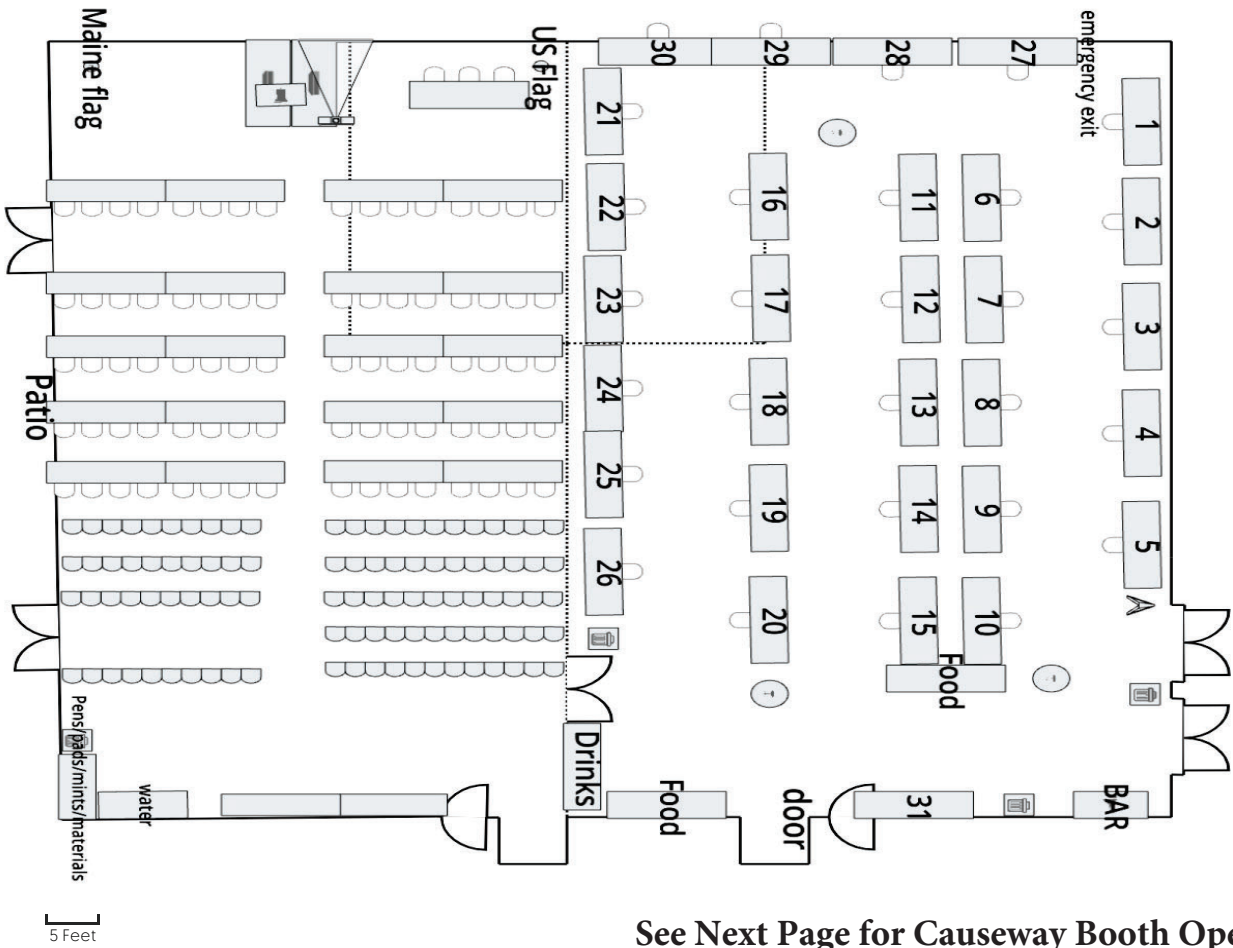 Maine flag
US Flag
emergency exit
30
29
28
27
21
22
23
24
25
26
16
17
18
19
20
11
12
13
14
15
6
7
8
9
10
1
2
3
4
5
Patio
Food
Pens/pads/mints/materials
water
Drinks
Food
door
31
BAR
5 Feet
See Next Page for Causeway Booth Ope